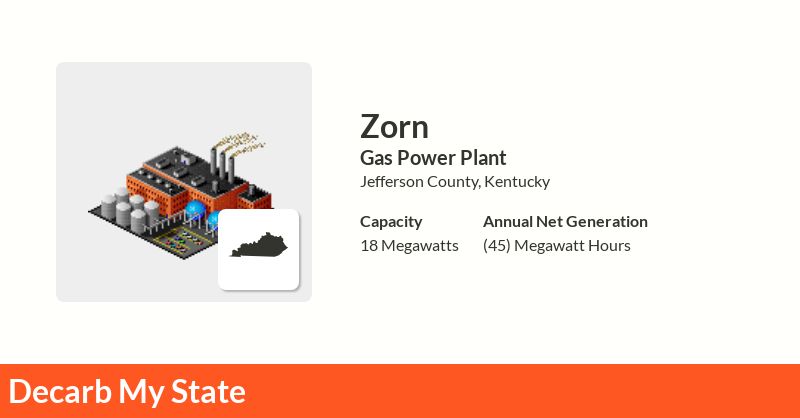 Zorn
Gas Power Plant
Jefferson County, Kentucky
Capacity
18 Megawatts
Annual Net Generation
(45) Megawatt Hours
Decarb My State